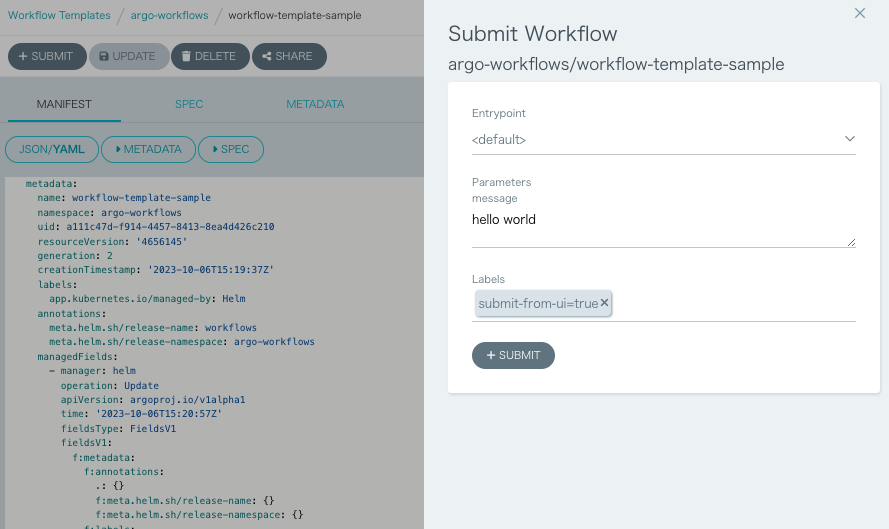 Workflow Templates / argo-workflows / workflow-template-sample
+ SUBMIT UPDATE DELETE SHARE
MANIFEST SPEC METADATA
JSON/YAML METADATA SPEC
metadata:
name: workflow-template-sample
namespace: argo-workflows
uid: a111c47d-f914-4457-8413-8ea4d426c210
resourceVersion: '4656145'
generation: 2
creationTimestamp: '2023-10-06T15:19:37Z'
labels:
app.kubernetes.io/managed-by: Helm
annotations:
meta.helm.sh/release-name: workflows
meta.helm.sh/release-namespace: argo-workflows
managedFields:
- manager: helm
operation: Update
apiVersion: argoproj.io/v1alpha1
time: '2023-10-06T15:20:57Z'
fieldsType: FieldsV1
fieldsV1:
f:metadata:
f:annotations:
.: {}
f:meta.helm.sh/release-name: {}
f:meta.helm.sh/release-namespace: {}
f:labels:
Submit Workflow
argo-workflows/workflow-template-sample
Entrypoint
<default>
Parameters
message
hello world
Labels
submit-from-ui=true
+ SUBMIT